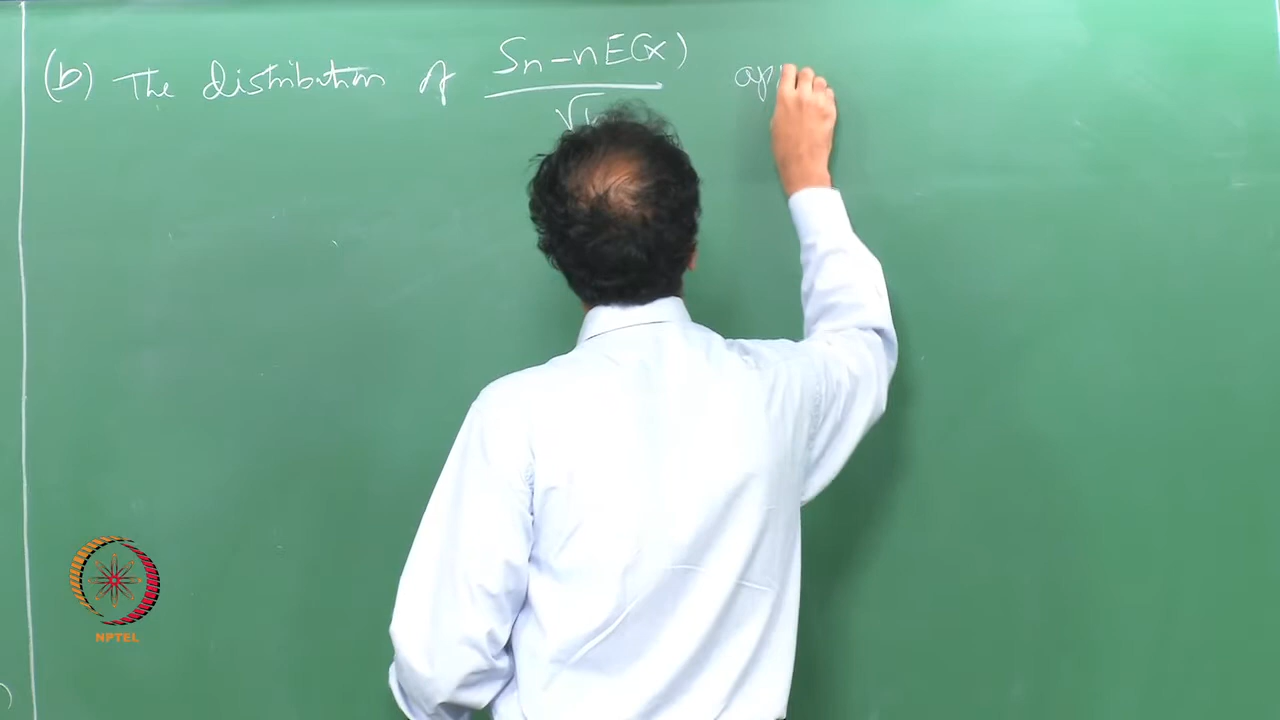 (b) The distribution of Sn-nE(X)
√
NPTEL